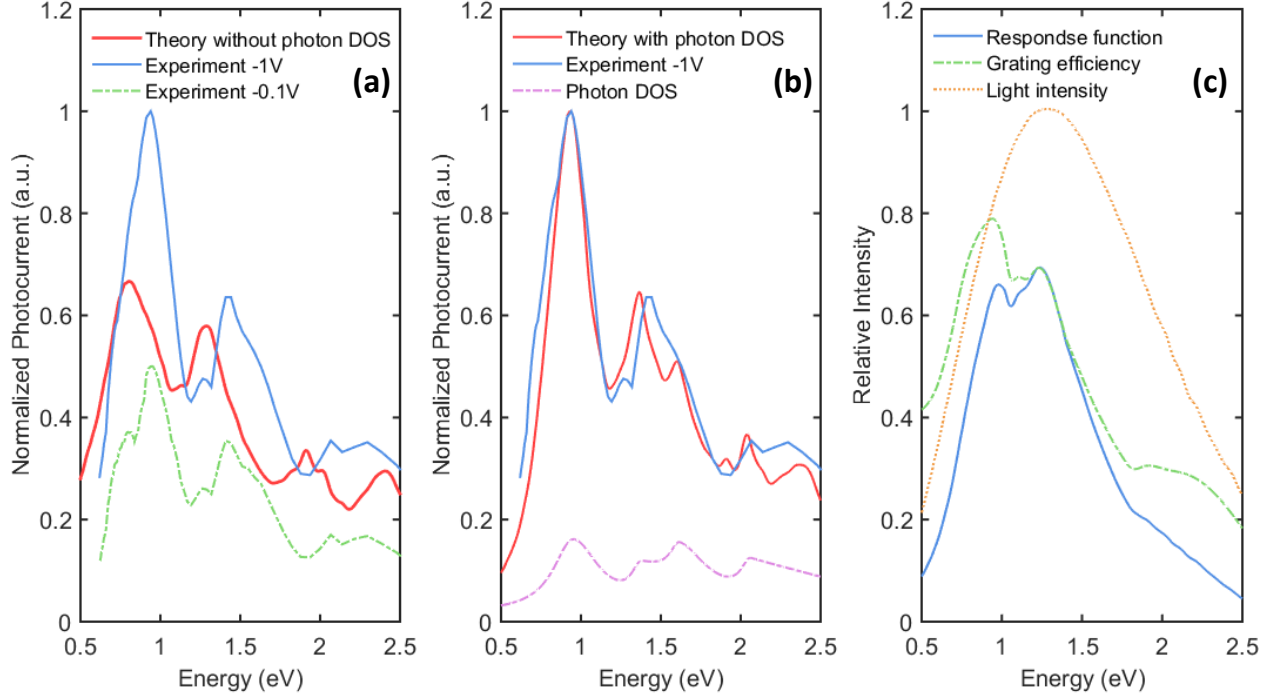 1.2
1
0.8
0.6
0.4
0.2
0
0.5
1
1.5
2
2.5
Normalized Photocurrent (a.u.)
Energy (eV)
Theory without photon DOS
Experiment -1V
Experiment -0.1V
(a)
1.2
1
0.8
0.6
0.4
0.2
0
0.5
1
1.5
2
2.5
Normalized Photocurrent (a.u.)
Energy (eV)
Theory with photon DOS
Experiment -1V
Photon DOS
(b)
1.2
1
0.8
0.6
0.4
0.2
0
0.5
1
1.5
2
2.5
Relative Intensity
Energy (eV)
Respondse function
Grating efficiency
Light intensity
(c)